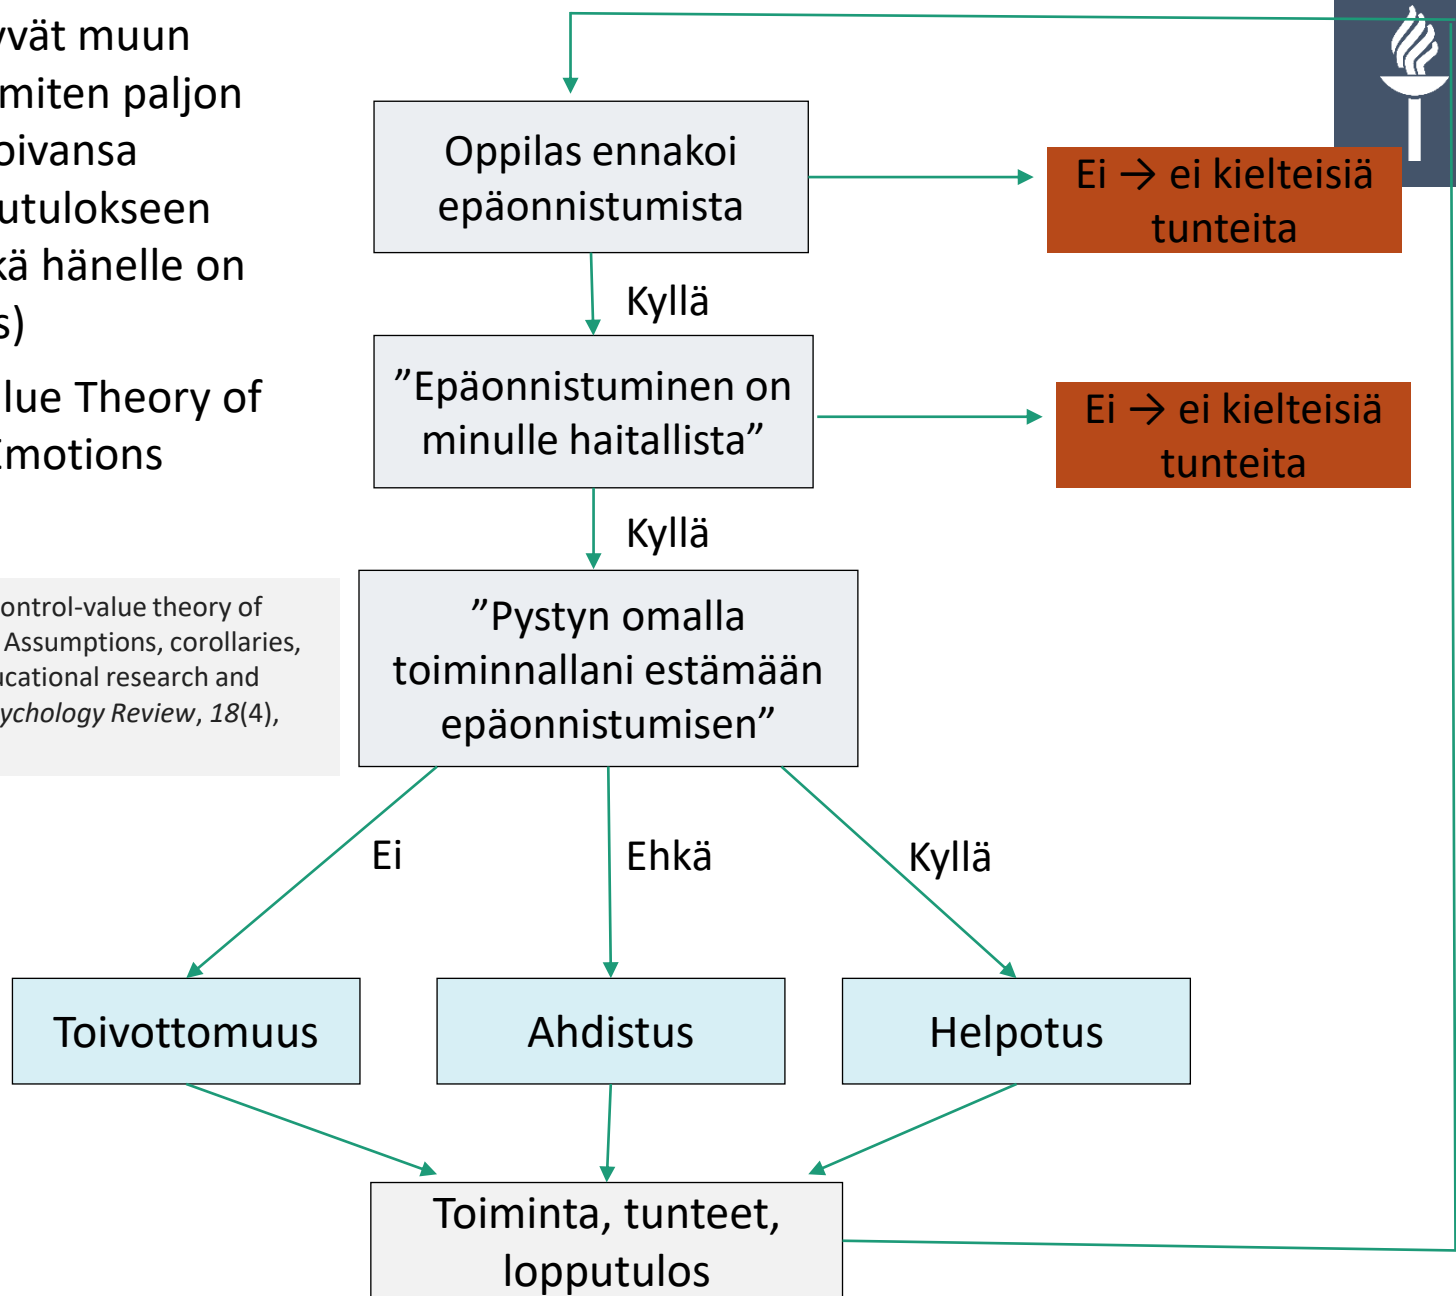 yvät muun
miten paljon
oivansa
utulokseen
kä hänelle on
s)
lue Theory of
Emotions
ontrol-value theory of
Assumptions, corollaries,
ucational research and
ychology Review, 18(4),
Oppilas ennakoi
epäonnistumista
Ei → ei kielteisiä
tunteita
Kyllä
”Epäonnistuminen on
minulle haitallista”
Ei → ei kielteisiä
tunteita
Kyllä
”Pystyn omalla
toiminnallani estämään
epäonnistumisen”
Ei
Ehkä
Kyllä
Toivottomuus
Ahdistus
Helpotus
Toiminta, tunteet,
lopputulos